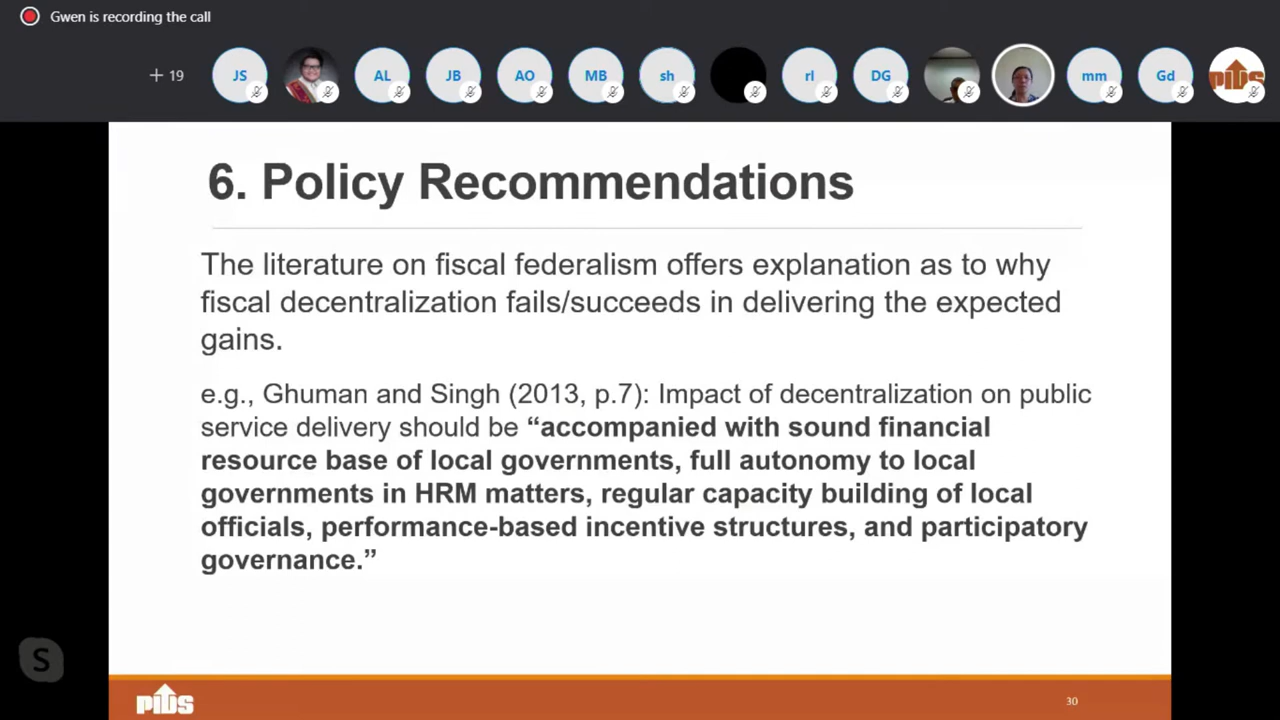 Gwen is recording the call
+ 19
JS
AL
JB
AO
MB
sh
rl
DG
mm
Gd
PIDS
6. Policy Recommendations
The literature on fiscal federalism offers explanation as to why
fiscal decentralization fails/succeeds in delivering the expected
gains.
e.g., Ghuman and Singh (2013, p.7): Impact of decentralization on public
service delivery should be “accompanied with sound financial
resource base of local governments, full autonomy to local
governments in HRM matters, regular capacity building of local
officials, performance-based incentive structures, and participatory
governance.”
S
PIDS
30